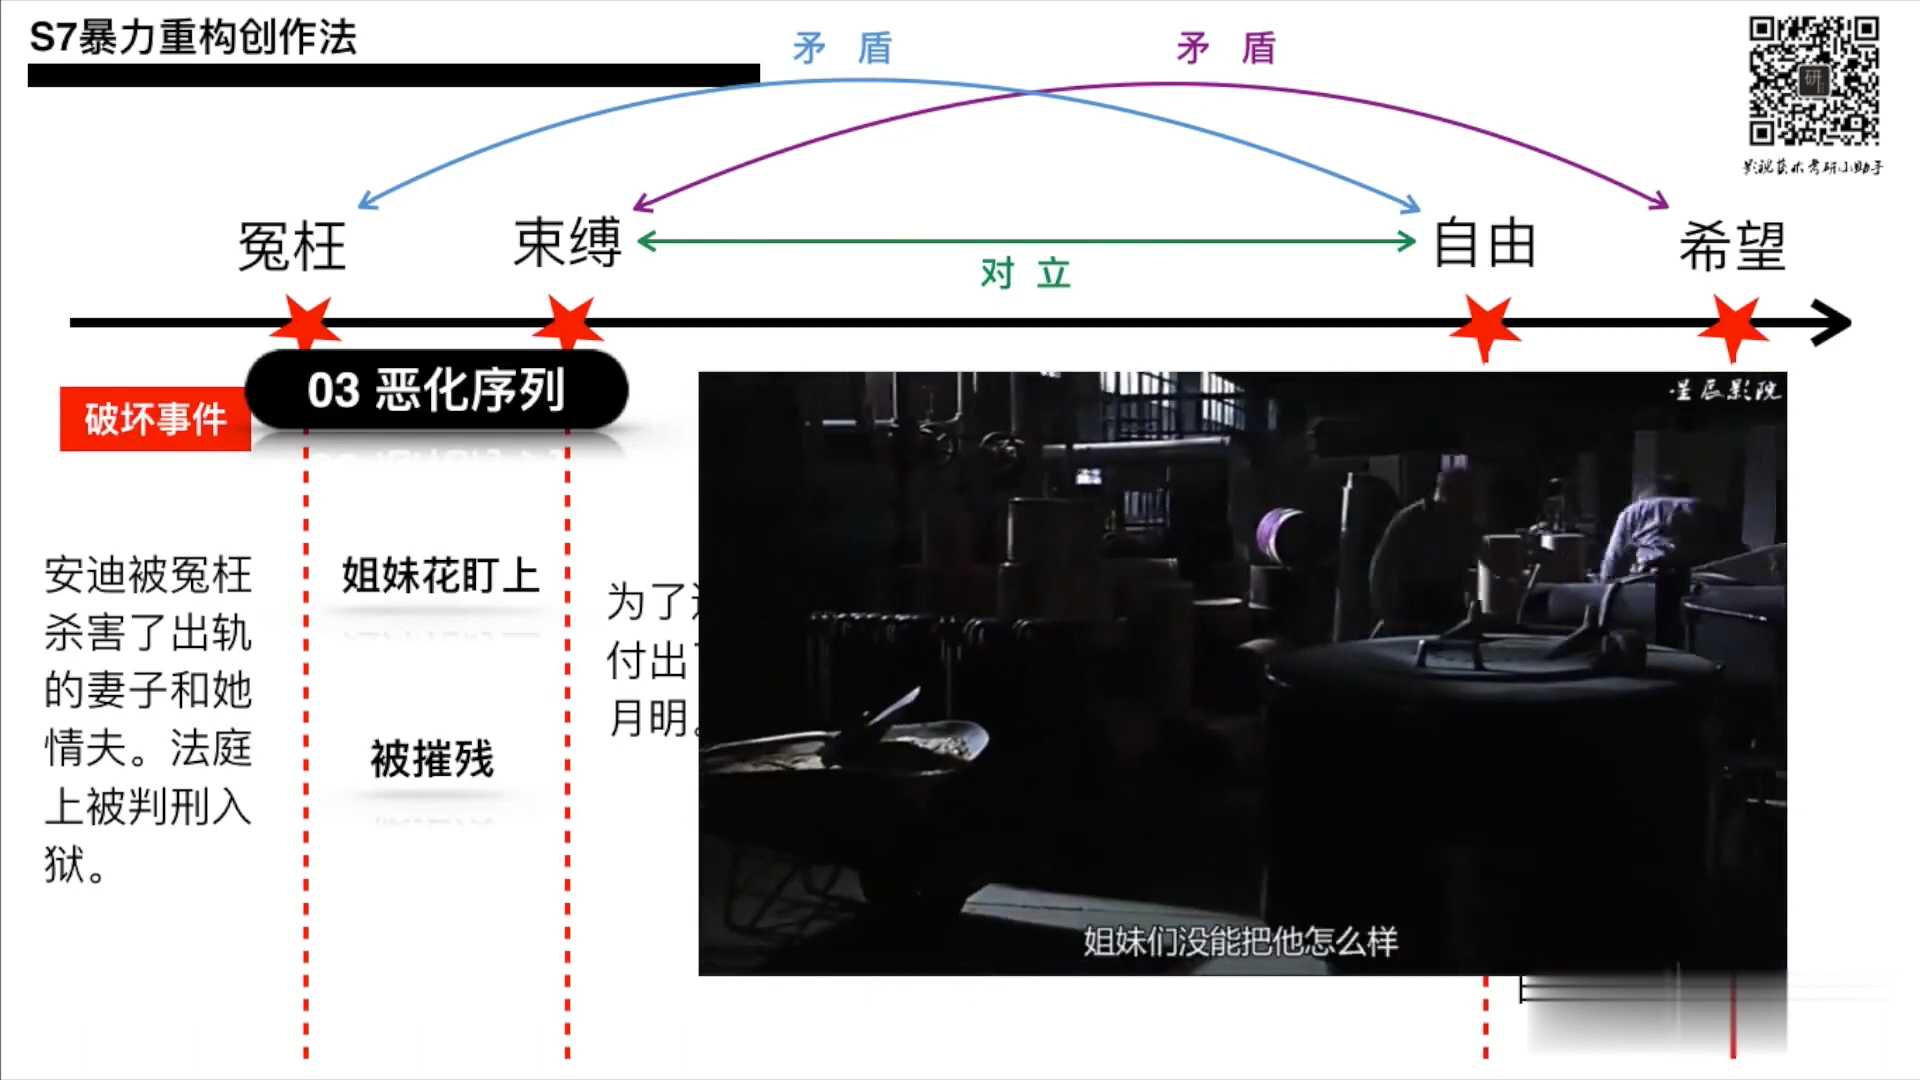 S7暴力重构创作法
矛 盾
矛 盾
研
影视艺术考研小助手
冤枉
束缚
自由
希望
对 立
03 恶化序列
破坏事件
星辰影院
安迪被冤枉
杀害了出轨
的妻子和她
情夫。法庭
上被判刑入
狱。
姐妹花盯上
被摧残
为了
付出
月明。
姐妹们没能把他怎么样